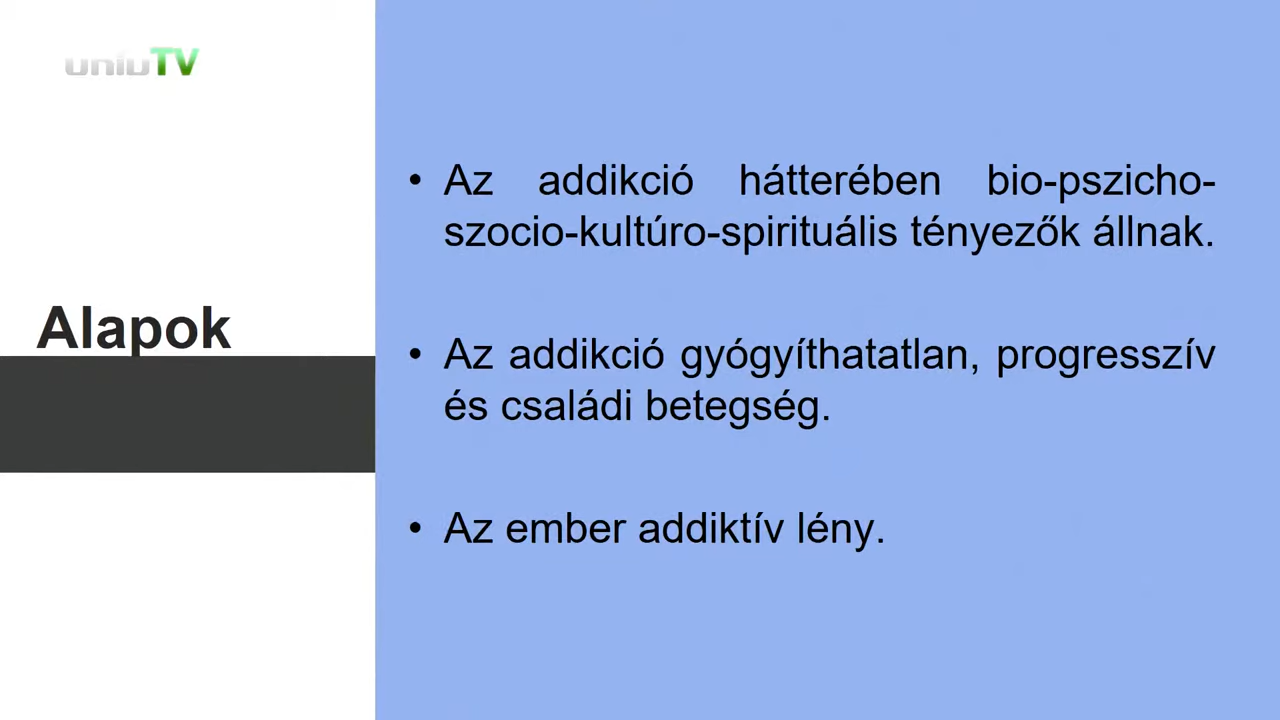 uniuTV
Alapok
• Az addikció hátterében bio-pszicho-
szocio-kultúro-spirituális tényezők állnak.
• Az addikció gyógyíthatatlan, progresszív
és családi betegség.
• Az ember addiktív lény.